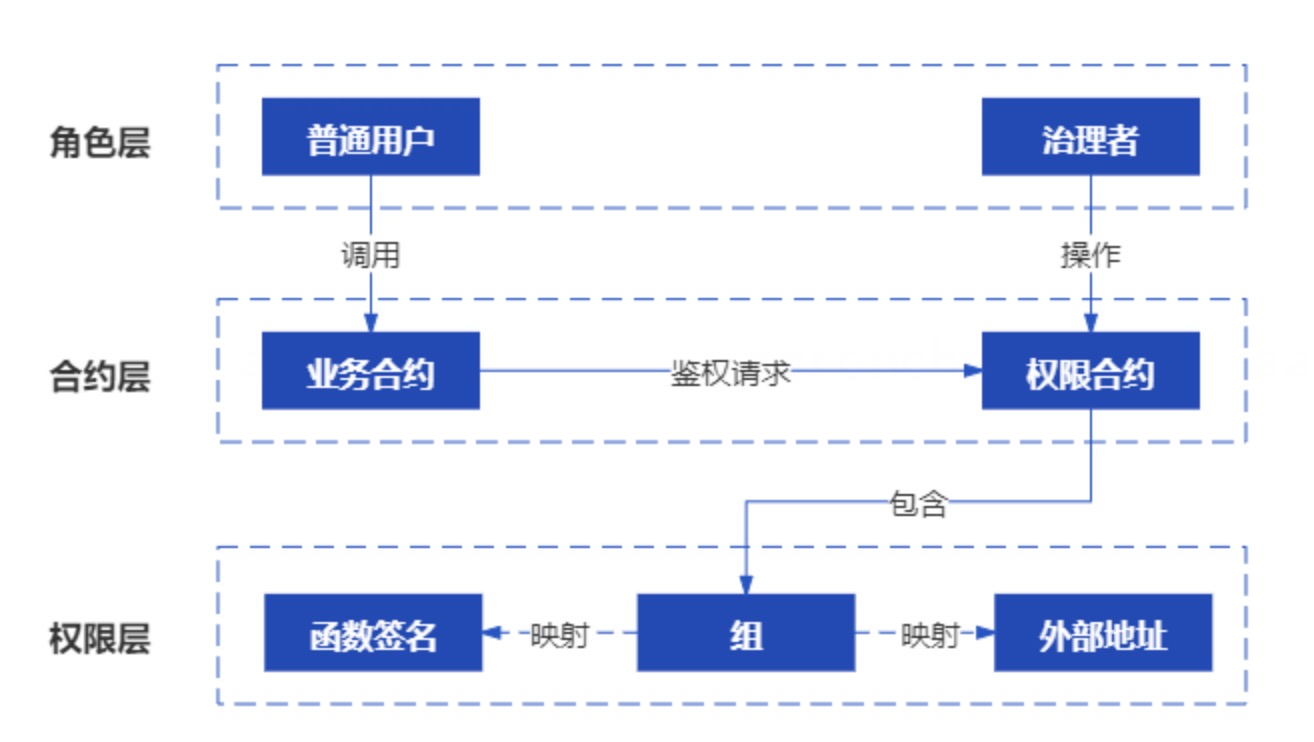 角色层
普通用户
治理者
调用
操作
合约层
业务合约
鉴权请求
权限合约
包含
权限层
函数签名
映射
组
映射
外部地址